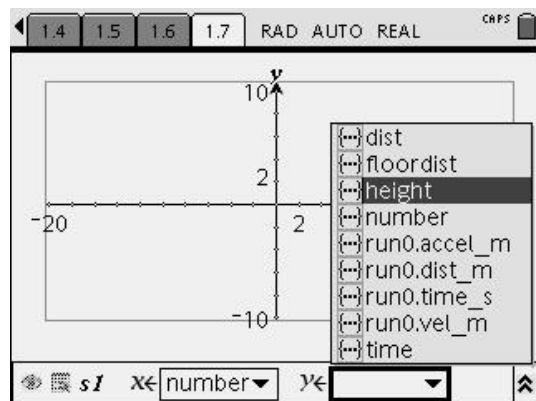 1.4 1.5 1.6 1.7 RAD AUTO REAL CAPS
y
10
2
-20
2
-10
dist
floordist
height
number
run0.accel_m
run0.dist_m
run0.time_s
run0.vel_m
time
s1 x← number y←